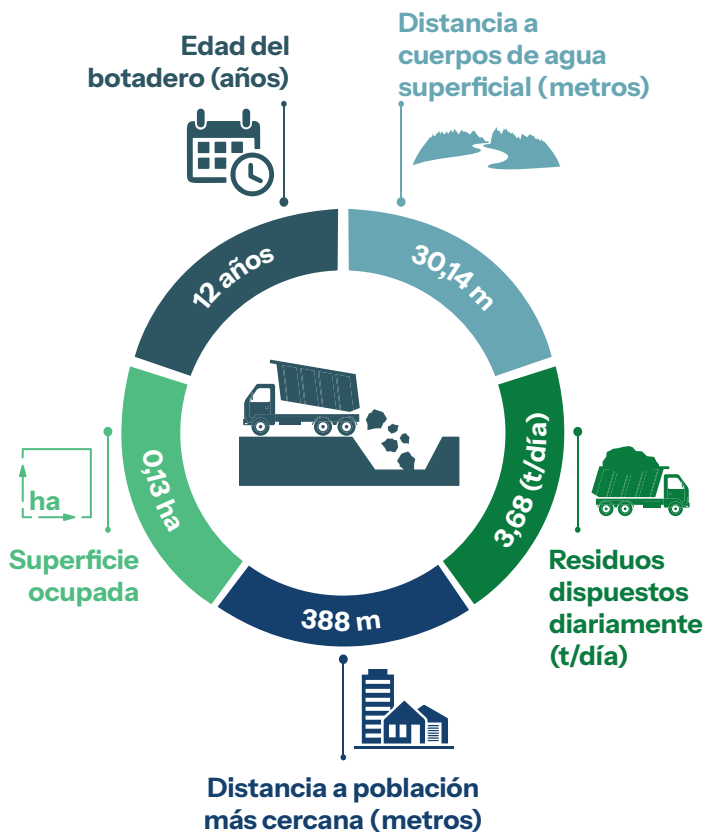 Edad del
botadero (años)
Distancia a
cuerpos de agua
superficial (metros)
12 años
30,14 m
0,13 ha
3,68 (t/día)
388 m
ha
Superficie
ocupada
Residuos
dispuestos
diariamente
(t/día)
Distancia a población
más cercana (metros)